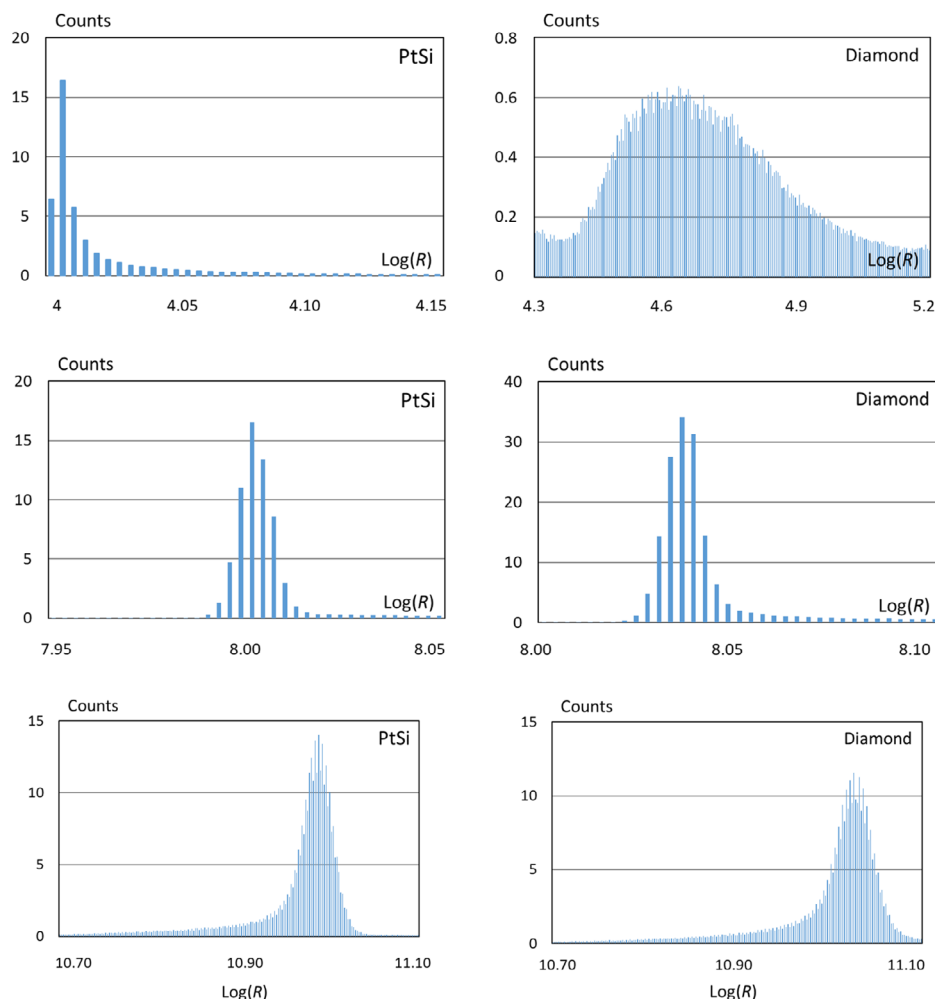 Counts
20
PtSi
15
10
5
Log(R)
0
4 4.05 4.10 4.15
Counts
0.8
Diamond
0.6
0.4
0.2
Log(R)
0
4.3 4.6 4.9 5.2
Counts
20
PtSi
15
10
5
Log(R)
0
7.95 8.00 8.05
Counts
40
Diamond
30
20
10
Log(R)
0
8.00 8.05 8.10
Counts
15
PtSi
10
5
0
10.70 10.90 11.10
Log(R)
Counts
15
Diamond
10
5
0
10.70 10.90 11.10
Log(R)